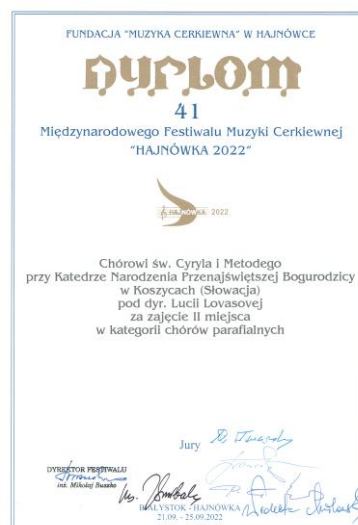 FUNDACJA "MUZYKA CERKIEWNA" W HAJNÓWCE
DYPLOM
41
Międzynarodowego Festiwalu Muzyki Cerkiewnej
"HAJNÓWKA 2022"
HAJNÓWKA 2022
Chórowi św. Cyryla i Metodego
przy Katedrze Narodzenia Przenajświętszej Bogurodzicy
w Koszycach (Słowacja)
pod dyr. Lucii Lovasovej
za zajęcie II miejsca
w kategorii chórów parafialnych
Jury
DYREKTOR FESTIWALU
inż. Mikołaj Buszko
BIAŁYSTOK - HAJNÓWKA
21.09. - 25.09.2022